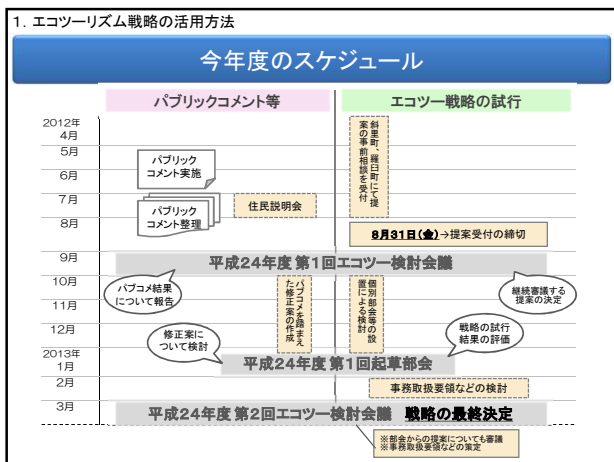 1．エコツーリズム戦略の活用方法
今年度のスケジュール
パブリックコメント等
エコツー戦略の試行
2012年
4月
5月
6月
7月
8月
9月
10月
11月
12月
2013年
1月
2月
3月
斜里町、羅臼町にて提
案の事前相談を受付
パブリック
コメント実施
パブリック
コメント整理
住民説明会
8月31日(金)→提案受付の締切
平成24年度 第1回エコツー検討会議
パブコメ結果
について報告
パブコメを踏まえ
た修正案の作成
個別部会等の設
置による検討
継続審議する
提案の決定
修正案に
ついて検討
戦略の試行
結果の評価
平成24年度 第1回起草部会
事務取扱要領などの検討
平成24年度 第2回エコツー検討会議 戦略の最終決定
※部会からの提案についても審議
※事務取扱要領などの策定